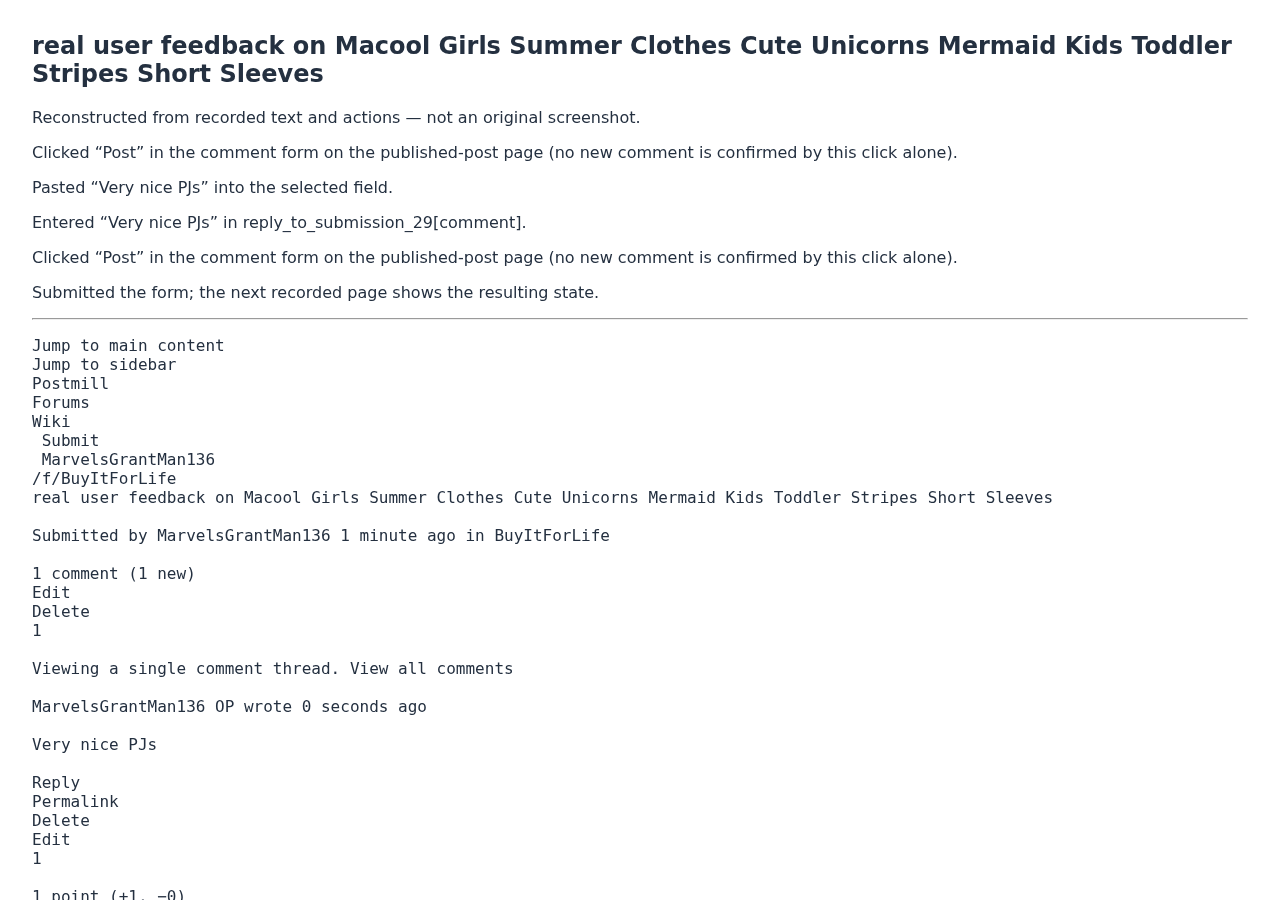 real user feedback on Macool Girls Summer Clothes Cute Unicorns Mermaid Kids Toddler
Stripes Short Sleeves
Reconstructed from recorded text and actions — not an original screenshot.
Clicked “Post” in the comment form on the published-post page (no new comment is confirmed by this click alone).
Pasted “Very nice PJs” into the selected field.
Entered “Very nice PJs” in reply_to_submission_29[comment].
Clicked “Post” in the comment form on the published-post page (no new comment is confirmed by this click alone).
Submitted the form; the next recorded page shows the resulting state.
Jump to main content
Jump to sidebar
Postmill
Forums
Wiki
Submit
MarvelsGrantMan136
/f/BuyItForLife
real user feedback on Macool Girls Summer Clothes Cute Unicorns Mermaid Kids Toddler Stripes Short Sleeves
Submitted by MarvelsGrantMan136 1 minute ago in BuyItForLife
1 comment (1 new)
Edit
Delete
1
Viewing a single comment thread. View all comments
MarvelsGrantMan136 OP wrote 0 seconds ago
Very nice PJs
Reply
Permalink
Delete
Edit
1
1 point (+1, −0)